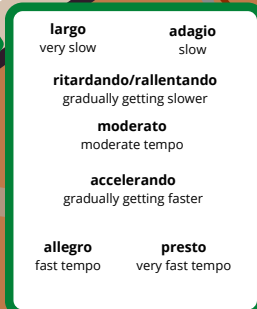 largo adagio
very slow slow
ritardando/rallentando
gradually getting slower
moderato
moderate tempo
accelerando
gradually getting faster
allegro presto
fast tempo very fast tempo